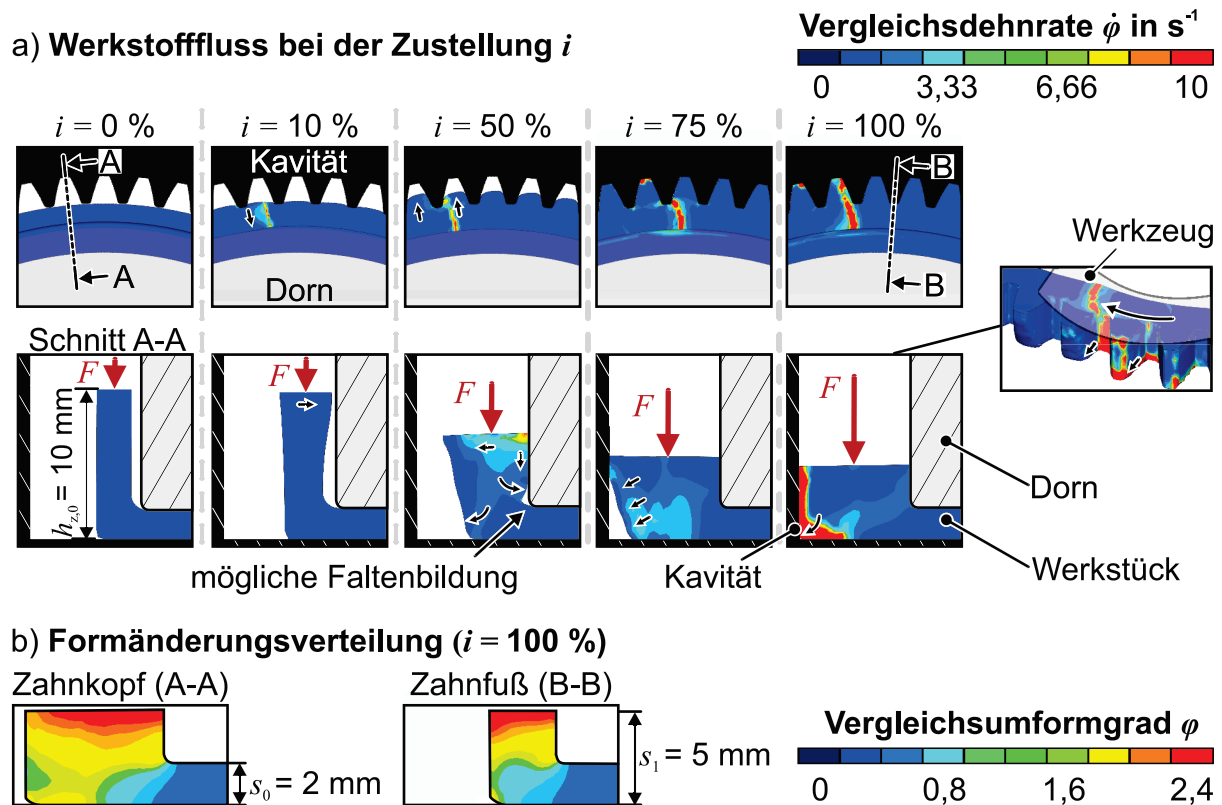 a) Werkstofffluss bei der Zustellung i
Vergleichsdehnrate φ̇ in s⁻¹
0 3,33 6,66 10
i = 0 % i = 10 % i = 50 % i = 75 % i = 100 %
A Kavität B
A Dorn B
Werkzeug
Schnitt A-A
F F F F F
h_z,0 = 10 mm
Dorn
mögliche Faltenbildung Kavität Werkstück
b) Formänderungsverteilung (i = 100 %)
Zahnkopf (A-A) Zahnfuß (B-B)
Vergleichsumformgrad φ
s₀ = 2 mm s₁ = 5 mm
0 0,8 1,6 2,4